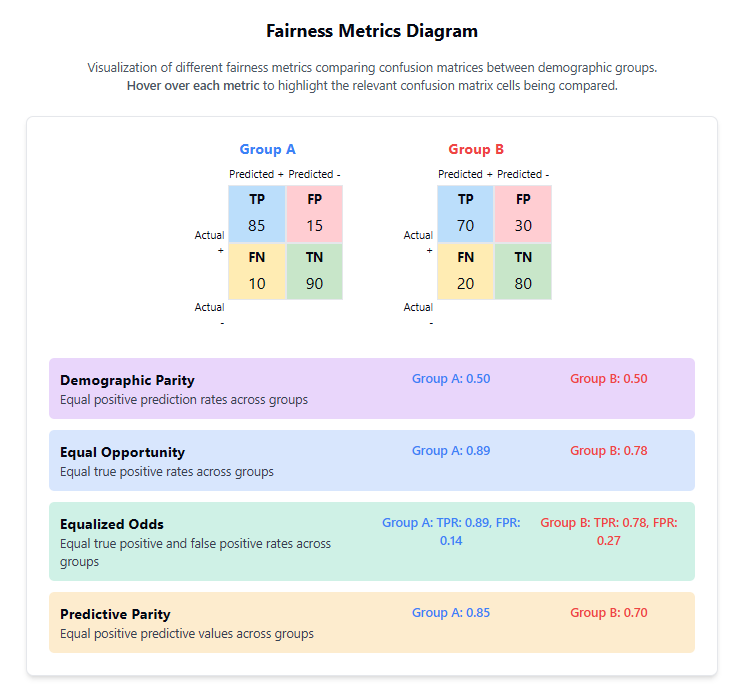 Fairness Metrics Diagram
Visualization of different fairness metrics comparing confusion matrices between demographic groups.
Hover over each metric to highlight the relevant confusion matrix cells being compared.
Group A
Predicted + Predicted -
TP FP
85 15
Actual
+
FN TN
10 90
Actual
-
Group B
Predicted + Predicted -
TP FP
70 30
Actual
+
FN TN
20 80
Actual
-
Demographic Parity
Equal positive prediction rates across groups
Group A: 0.50
Group B: 0.50
Equal Opportunity
Equal true positive rates across groups
Group A: 0.89
Group B: 0.78
Equalized Odds
Equal true positive and false positive rates across
groups
Group A: TPR: 0.89, FPR:
0.14
Group B: TPR: 0.78, FPR:
0.27
Predictive Parity
Equal positive predictive values across groups
Group A: 0.85
Group B: 0.70